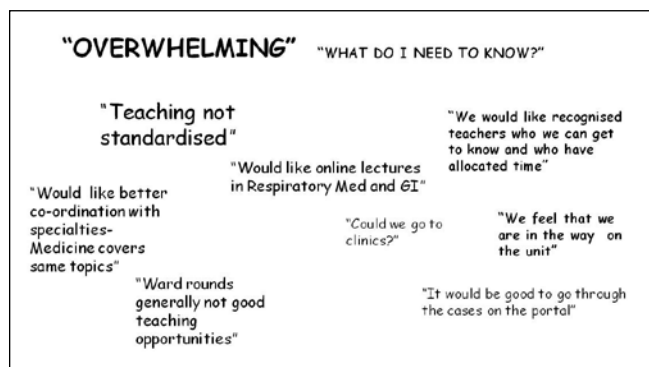 “OVERWHELMING”
“WHAT DO I NEED TO KNOW?”
“Teaching not
standardised”
“We would like recognised
teachers who we can get
to know and who have
allocated time”
“Would like online lectures
in Respiratory Med and GI”
“Would like better
co-ordination with
specialties-
Medicine covers
same topics”
“Could we go to
clinics?”
“We feel that we
are in the way on
the unit”
“Ward rounds
generally not good
teaching
opportunities”
“It would be good to go through
the cases on the portal”